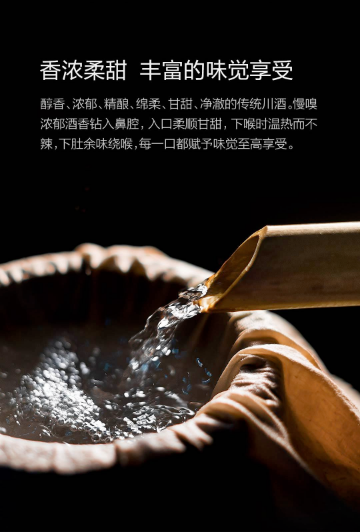 香浓柔甜 丰富的味觉享受
醇香、浓郁、精酿、绵柔、甘甜、净澈的传统川酒。慢嗅
浓郁酒香钻入鼻腔，入口柔顺甘甜，下喉时温热而不
辣，下肚余味绕喉，每一口都赋予味觉至高享受。